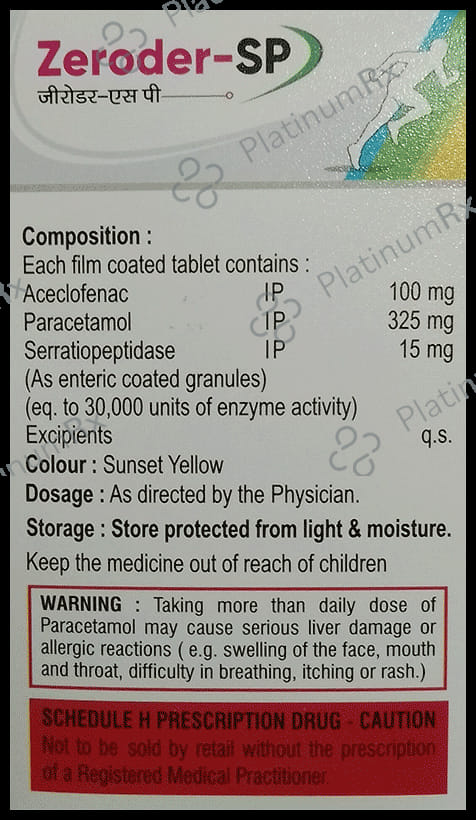 Zeroder-SP
जीरोडर-एस पी
Composition :
Each film coated tablet contains :
Aceclofenac IP 100 mg
Paracetamol IP 325 mg
Serratiopeptidase IP 15 mg
(As enteric coated granules)
(eq. to 30,000 units of enzyme activity)
Excipients q.s.
Colour : Sunset Yellow
Dosage : As directed by the Physician.
Storage : Store protected from light & moisture.
Keep the medicine out of reach of children
WARNING : Taking more than daily dose of
Paracetamol may cause serious liver damage or
allergic reactions ( e.g. swelling of the face, mouth
and throat, difficulty in breathing, itching or rash.)
SCHEDULE H PRESCRIPTION DRUG - CAUTION
Not to be sold by retail without the prescription
of a Registered Medical Practitioner.
PlatinumRx
PlatinumRx
PlatinumRx
PlatinumRx